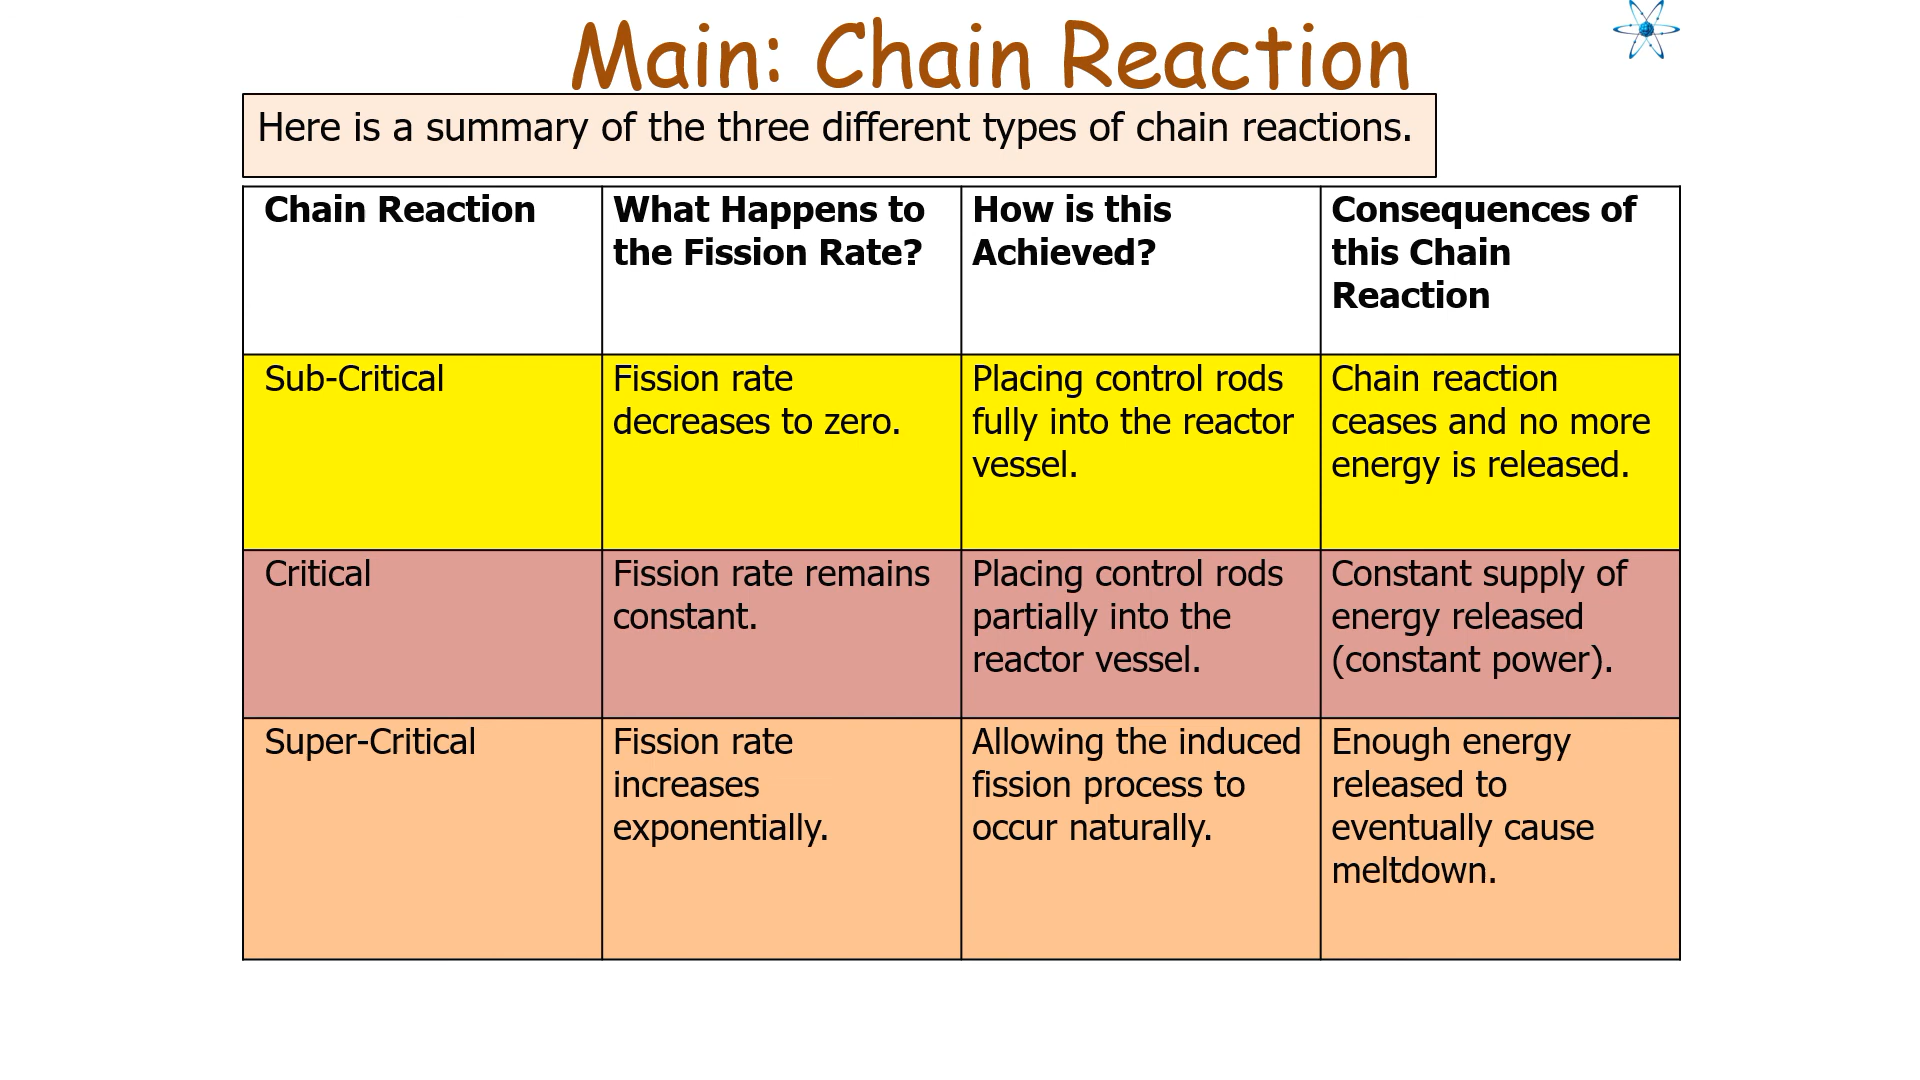 Main: Chain Reaction
Here is a summary of the three different types of chain reactions.
Chain Reaction
What Happens to
the Fission Rate?
How is this
Achieved?
Consequences of
this Chain
Reaction
Sub-Critical
Fission rate
decreases to zero.
Placing control rods
fully into the reactor
vessel.
Chain reaction
ceases and no more
energy is released.
Critical
Fission rate remains
constant.
Placing control rods
partially into the
reactor vessel.
Constant supply of
energy released
(constant power).
Super-Critical
Fission rate
increases
exponentially.
Allowing the induced
fission process to
occur naturally.
Enough energy
released to
eventually cause
meltdown.